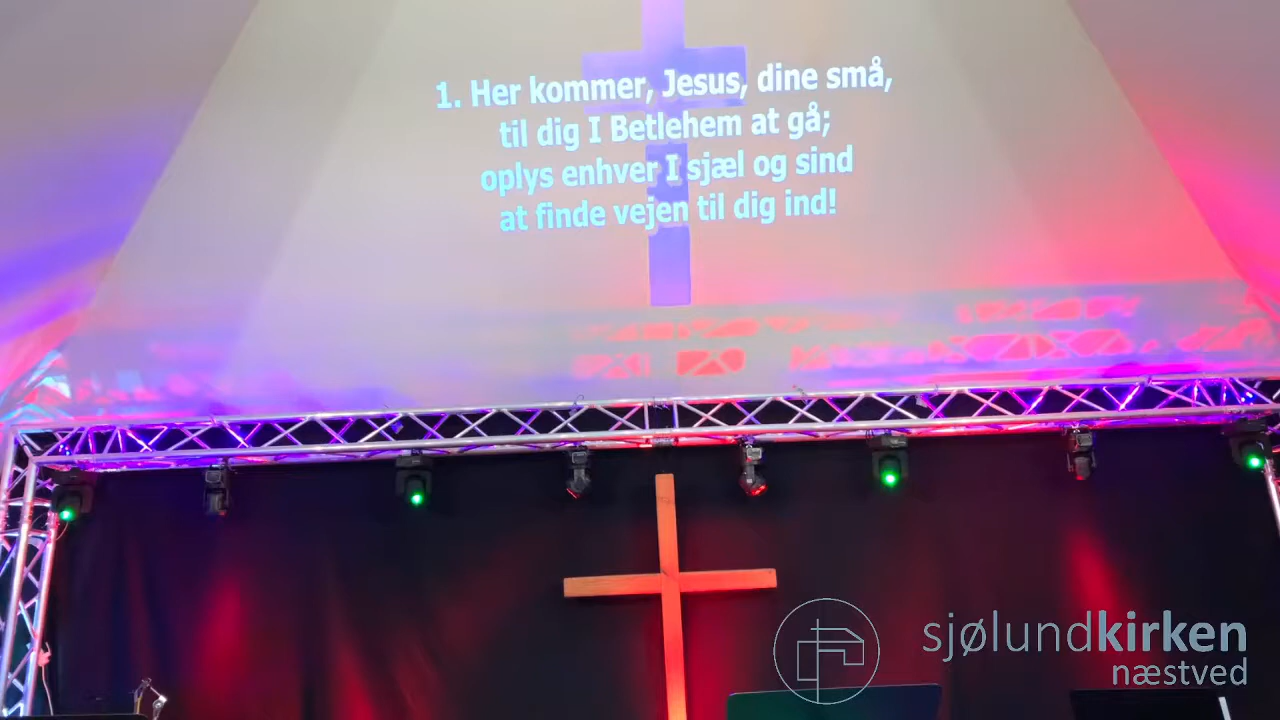 1. Her kommer, Jesus, dine små,
til dig I Betlehem at gå;
oplys enhver I sjæl og sind
at finde vejen til dig ind!
sjølundkirken
næstved